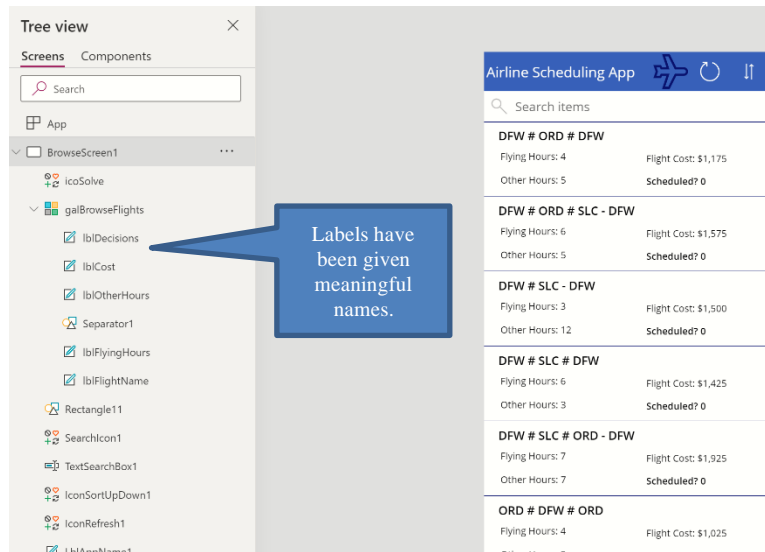 Tree view
Screens Components
Search
App
BrowseScreen1
icoSolve
galBrowseFlights
lblDecisions
lblCost
lblOtherHours
Separator1
lblFlyingHours
lblFlightName
Rectangle11
SearchIcon1
TextSearchBox1
IconSortUpDown1
IconRefresh1
LblAppName1
Labels have
been given
meaningful
names.
Airline Scheduling App
Search items
DFW # ORD # DFW
Flying Hours: 4 Flight Cost: $1,175
Other Hours: 5 Scheduled? 0
DFW # ORD # SLC - DFW
Flying Hours: 6 Flight Cost: $1,575
Other Hours: 5 Scheduled? 0
DFW # SLC - DFW
Flying Hours: 3 Flight Cost: $1,500
Other Hours: 12 Scheduled? 0
DFW # SLC # DFW
Flying Hours: 6 Flight Cost: $1,425
Other Hours: 3 Scheduled? 0
DFW # SLC # ORD - DFW
Flying Hours: 7 Flight Cost: $1,925
Other Hours: 7 Scheduled? 0
ORD # DFW # ORD
Flying Hours: 4 Flight Cost: $1,025